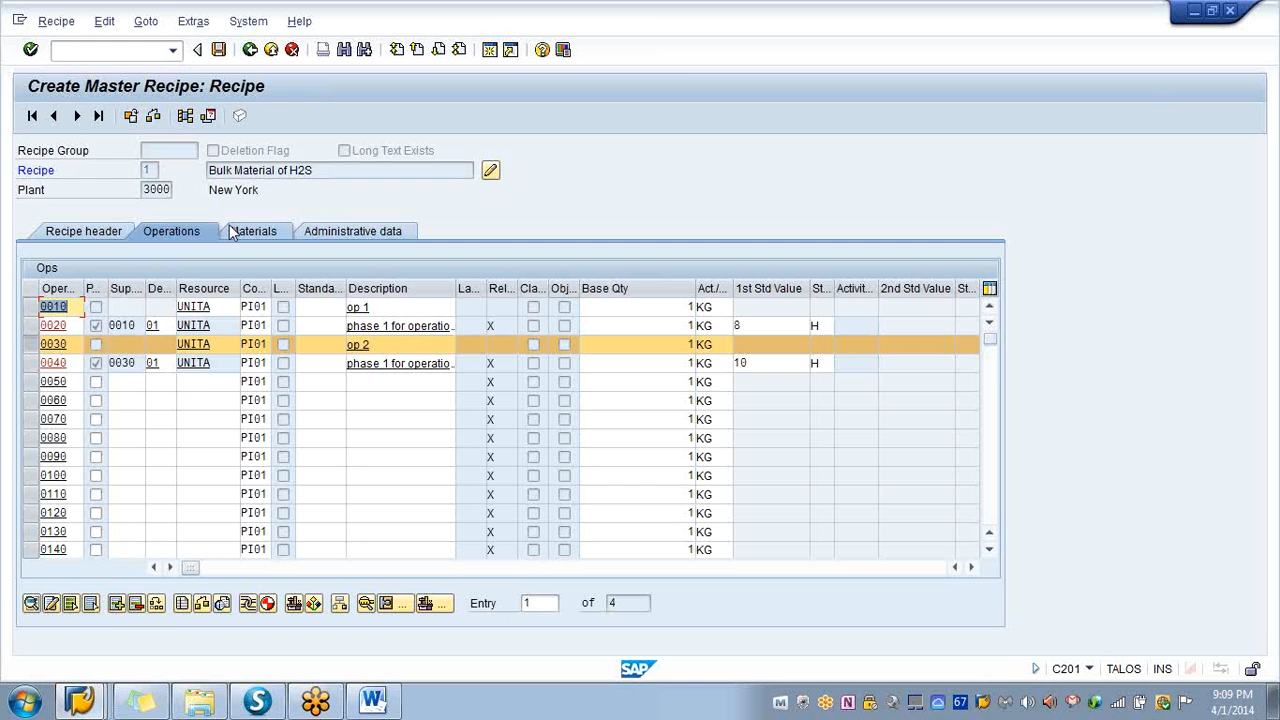 Recipe Edit Goto Extras System Help
Create Master Recipe: Recipe
Recipe Group Deletion Flag Long Text Exists
Recipe 1 Bulk Material of H2S
Plant 3000 New York
Recipe header Operations Materials Administrative data
Ops
Oper... P... Sup... De... Resource Co... L... Standa... Description La... Rel... Cla... Obj... Base Qty Act/... 1st Std Value St... Activit... 2nd Std Value St...
0010 UNITA PI01 op 1 1 KG
0020 0010 01 UNITA PI01 phase 1 for operatio... X 1 KG 8 H
0030 UNITA PI01 op 2 1 KG
0040 0030 01 UNITA PI01 phase 1 for operatio... X 1 KG 10 H
0050 PI01 X 1 KG
0060 PI01 X 1 KG
0070 PI01 X 1 KG
0080 PI01 X 1 KG
0090 PI01 X 1 KG
0100 PI01 X 1 KG
0110 PI01 X 1 KG
0120 PI01 X 1 KG
0130 PI01 X 1 KG
0140 PI01 X 1 KG
Entry 1 of 4
SAP C201 TALOS INS
67
9:09 PM
4/1/2014